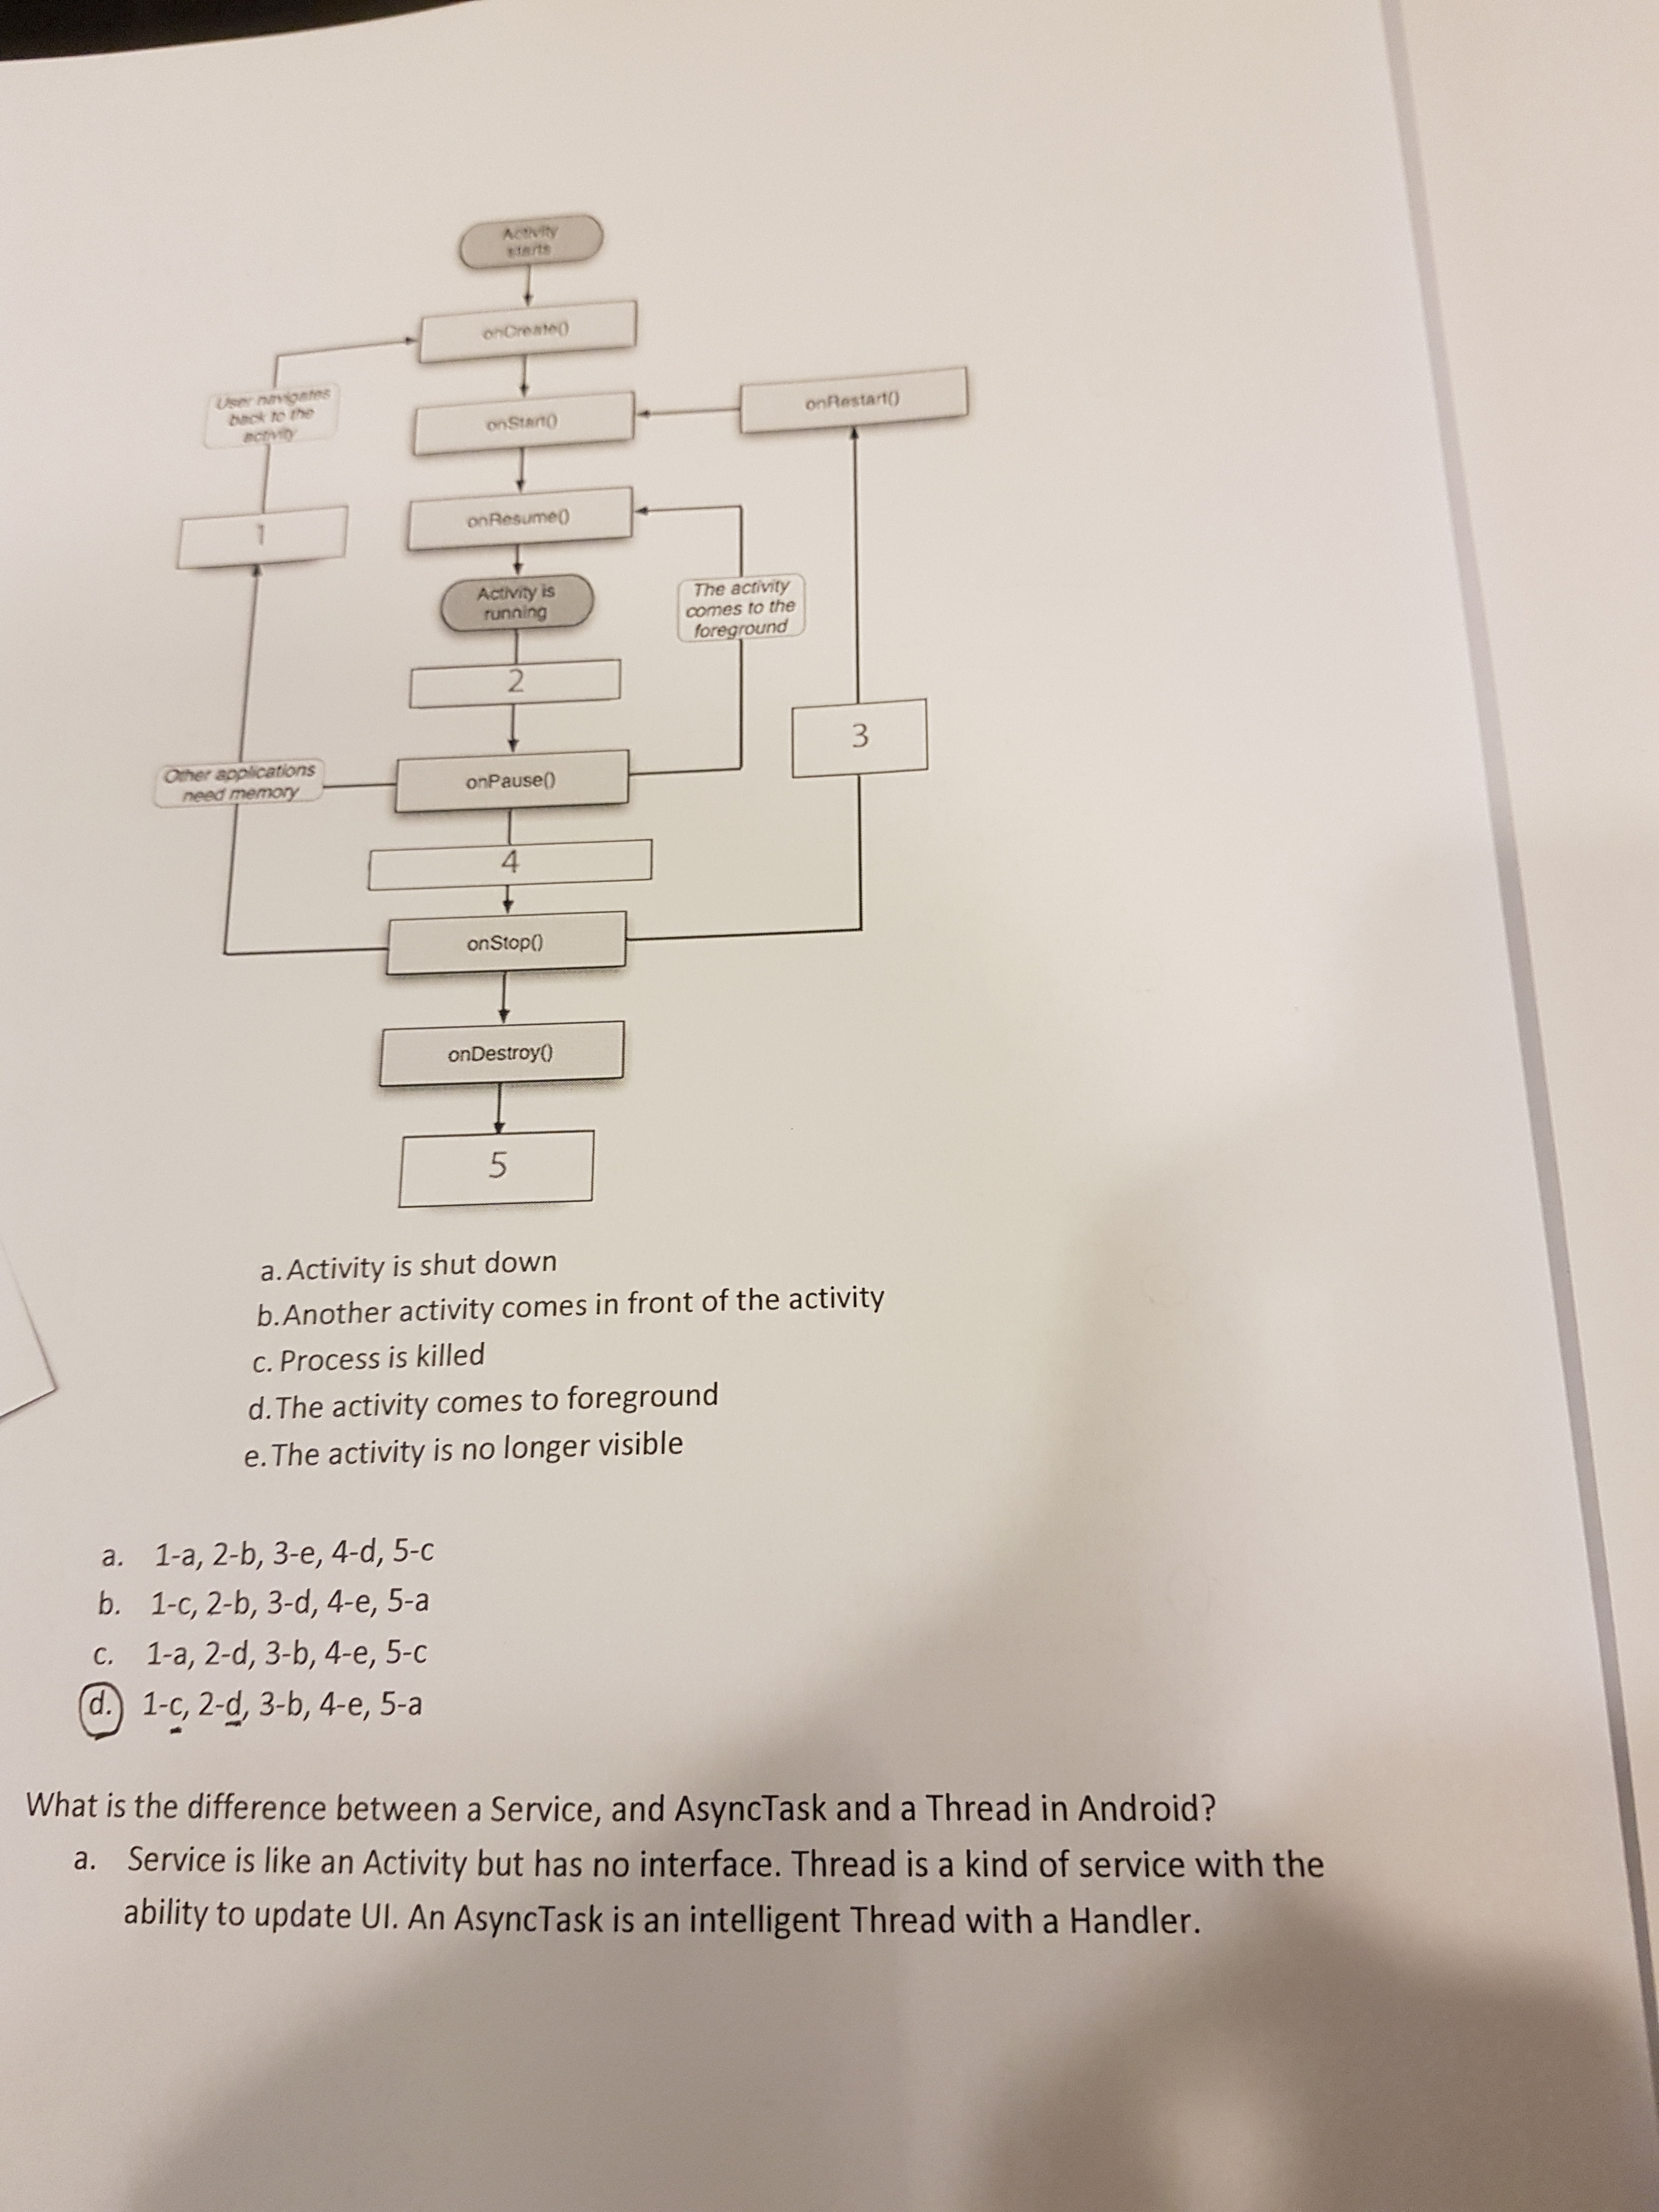 Activity
starts
onCreate()
User navigates
back to the
activity
onStart()
onRestart()
1
onResume()
Activity is
running
The activity
comes to the
foreground
2
3
Other applications
need memory
onPause()
4
onStop()
onDestroy()
5
a. Activity is shut down
b. Another activity comes in front of the activity
c. Process is killed
d. The activity comes to foreground
e. The activity is no longer visible
a. 1-a, 2-b, 3-e, 4-d, 5-c
b. 1-c, 2-b, 3-d, 4-e, 5-a
c. 1-a, 2-d, 3-b, 4-e, 5-c
d. 1-c, 2-d, 3-b, 4-e, 5-a
What is the difference between a Service, and AsyncTask and a Thread in Android?
a. Service is like an Activity but has no interface. Thread is a kind of service with the
ability to update UI. An AsyncTask is an intelligent Thread with a Handler.